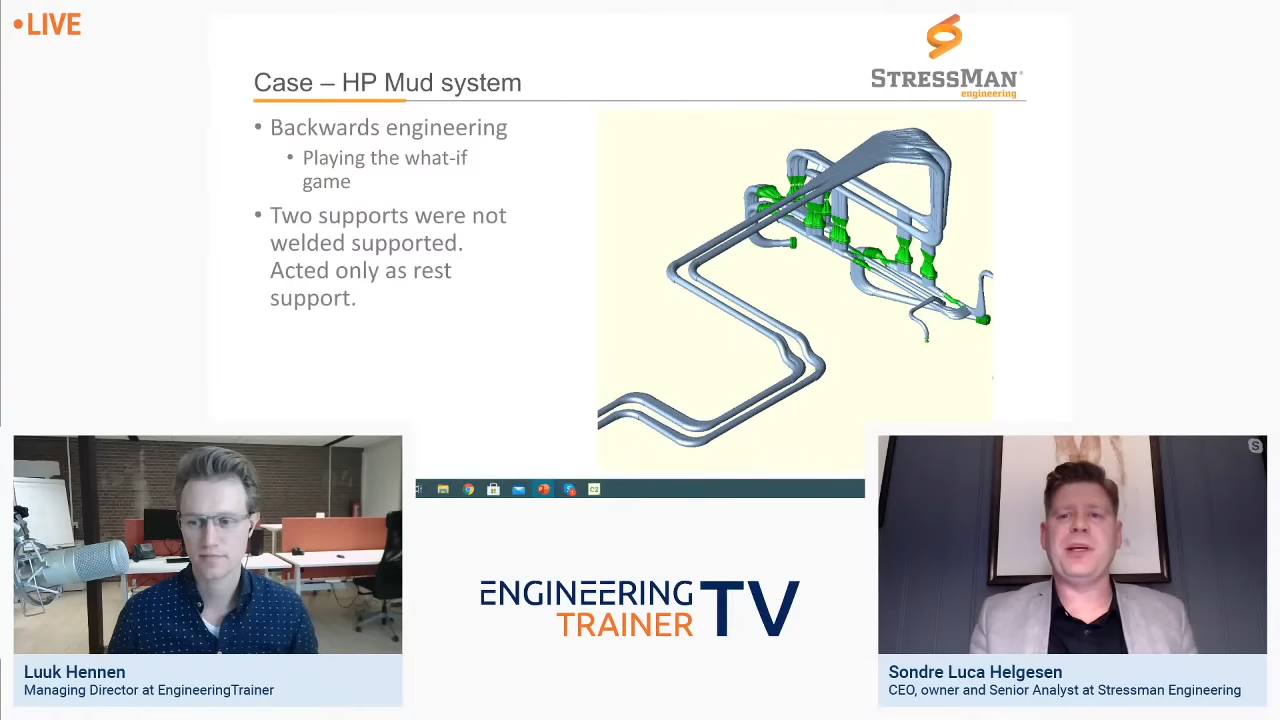 •LIVE
STRESSMAN
engineering
Case – HP Mud system
• Backwards engineering
• Playing the what-if
game
• Two supports were not
welded supported.
Acted only as rest
support.
C2
ENGINEERING
TRAINER
TV
Luuk Hennen
Managing Director at EngineeringTrainer
Sondre Luca Helgesen
CEO, owner and Senior Analyst at Stressman Engineering